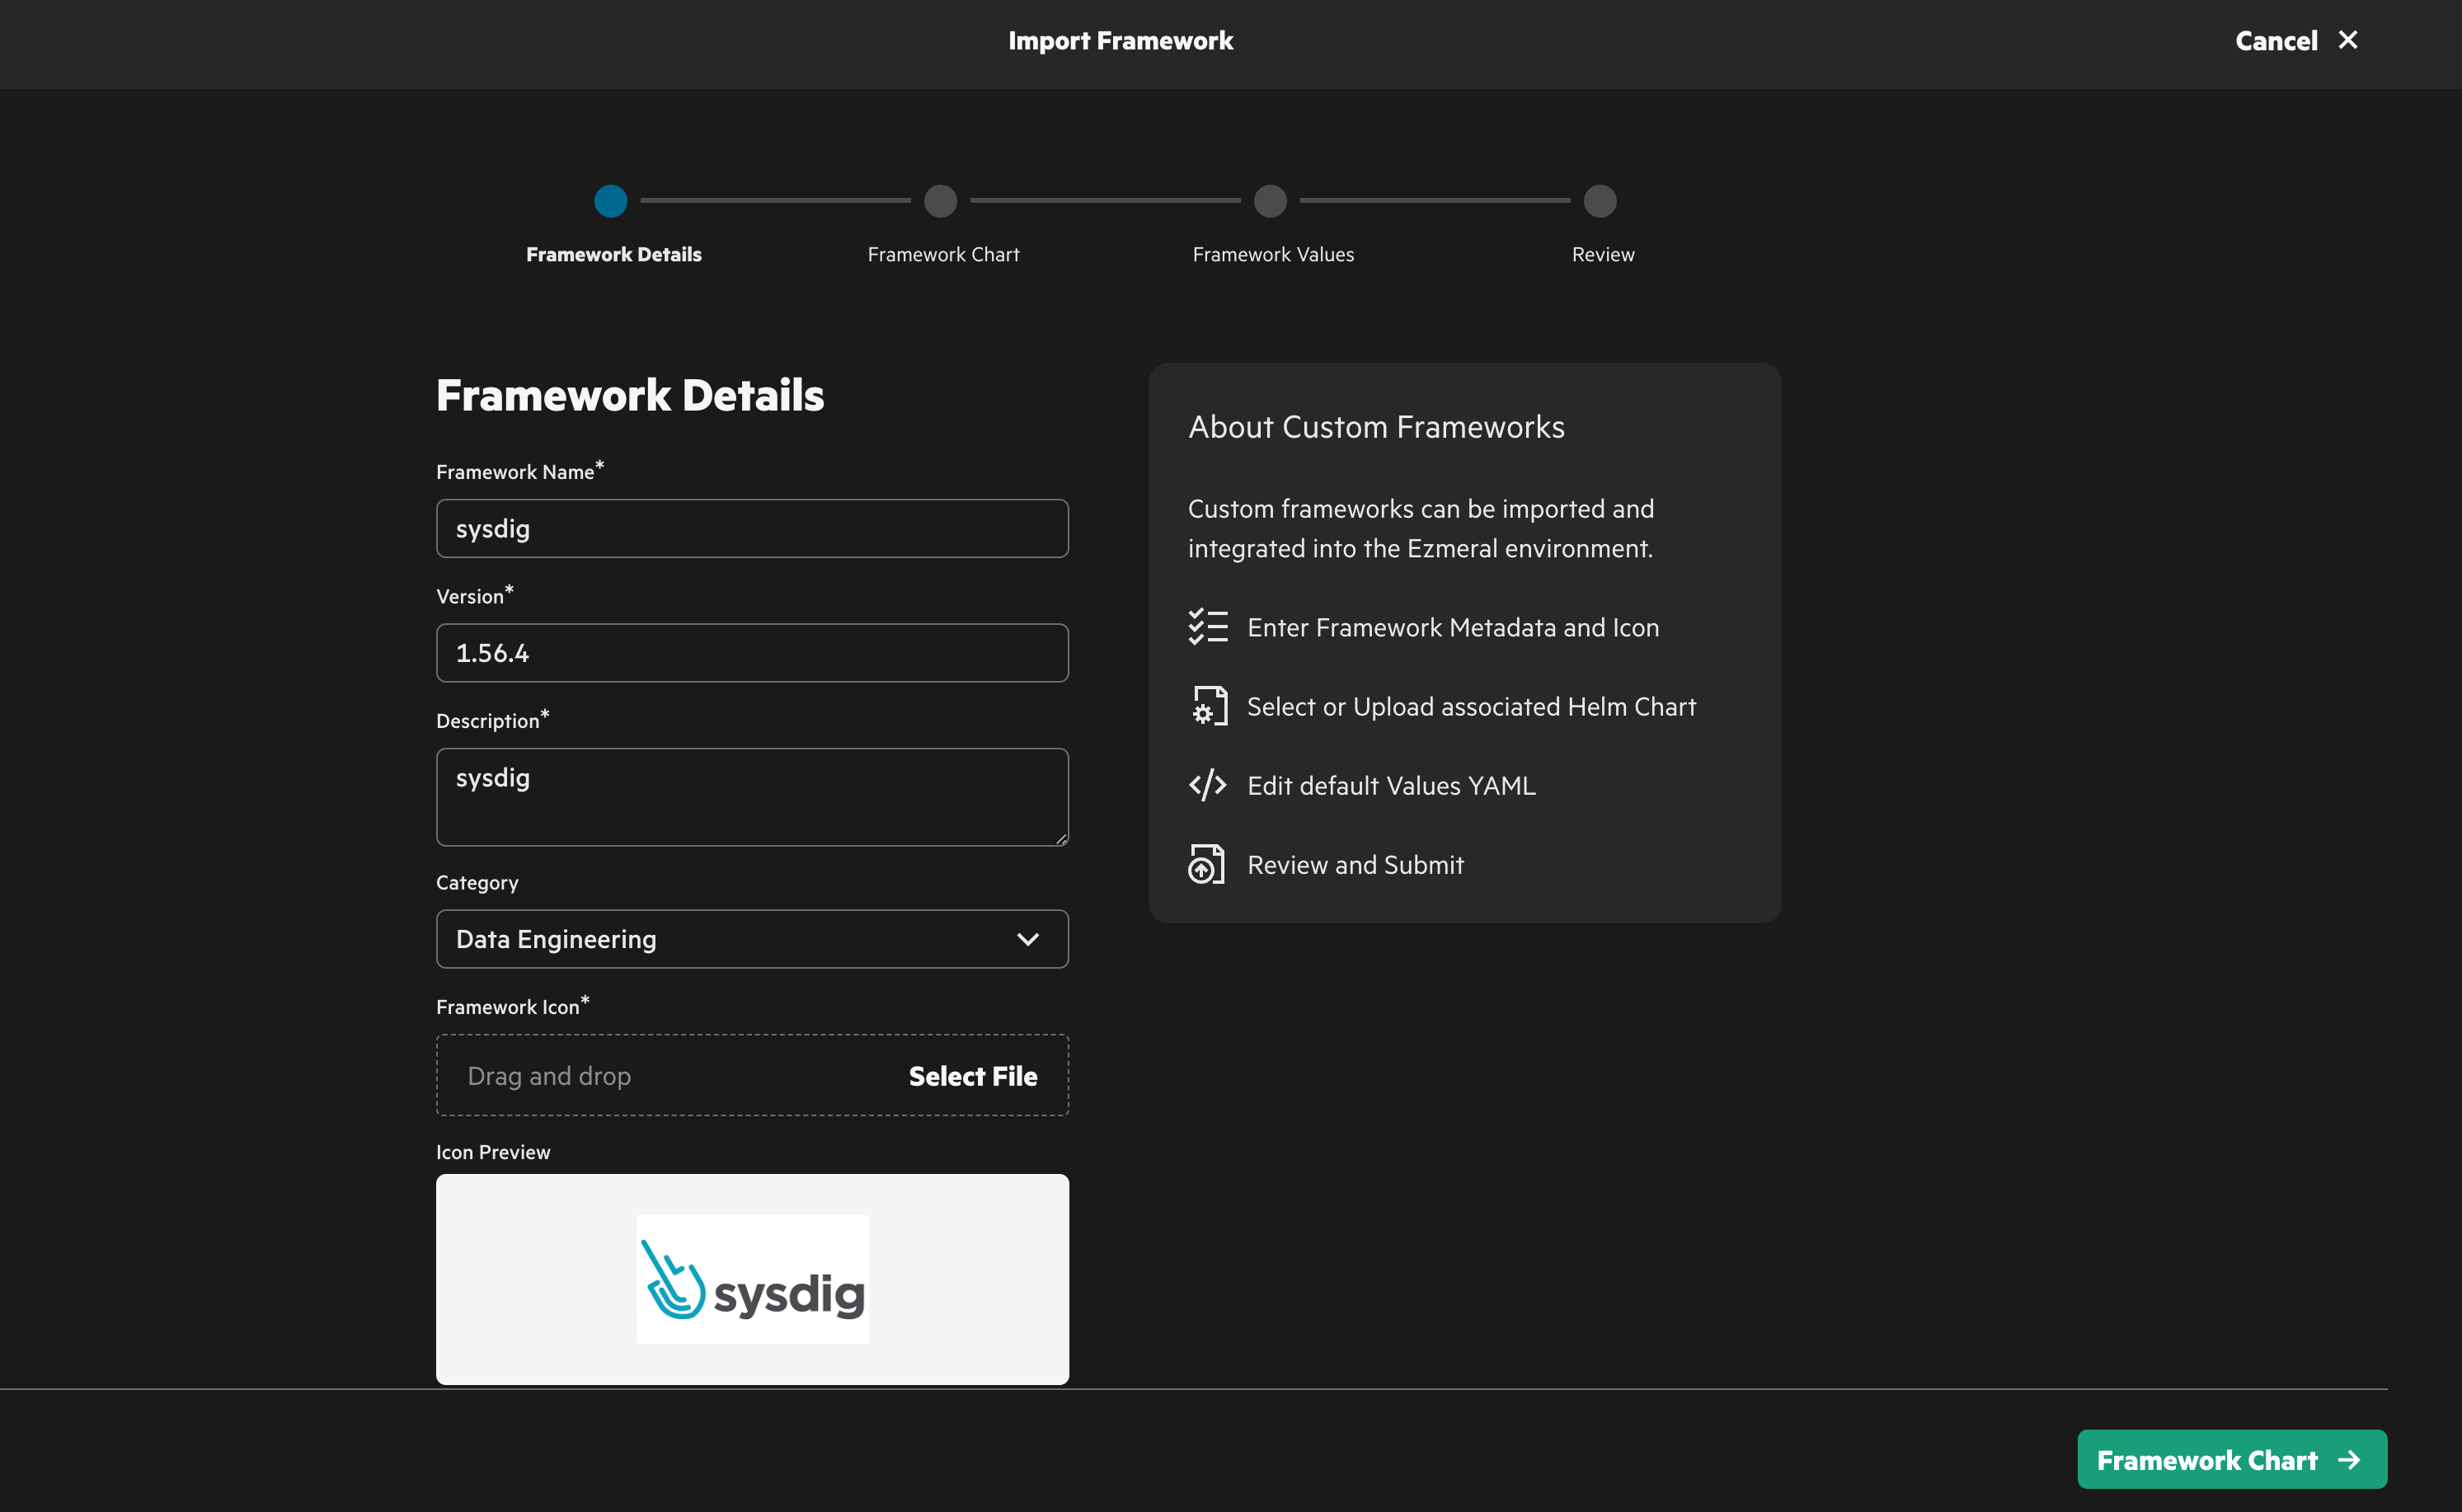 Import Framework
Cancel
Framework Details
Framework Chart
Framework Values
Review
Framework Details
Framework Name*
sysdig
Version*
1.56.4
Description*
sysdig
Category
Data Engineering
Framework Icon*
Drag and drop
Select File
Icon Preview
sysdig
About Custom Frameworks
Custom frameworks can be imported and
integrated into the Ezmeral environment.
Enter Framework Metadata and Icon
Select or Upload associated Helm Chart
Edit default Values YAML
Review and Submit
Framework Chart